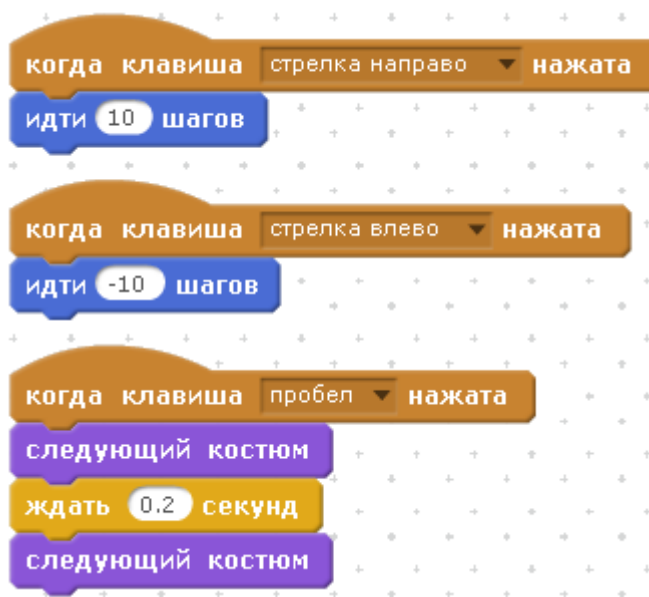 когда клавиша стрелка направо нажата
идти 10 шагов
когда клавиша стрелка влево нажата
идти -10 шагов
когда клавиша пробел нажата
следующий костюм
ждать 0.2 секунд
следующий костюм